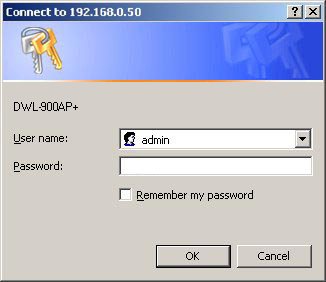 Connect to 192.168.0.50
DWL-900AP+
User name:
admin
Password:
Remember my password
OK
Cancel